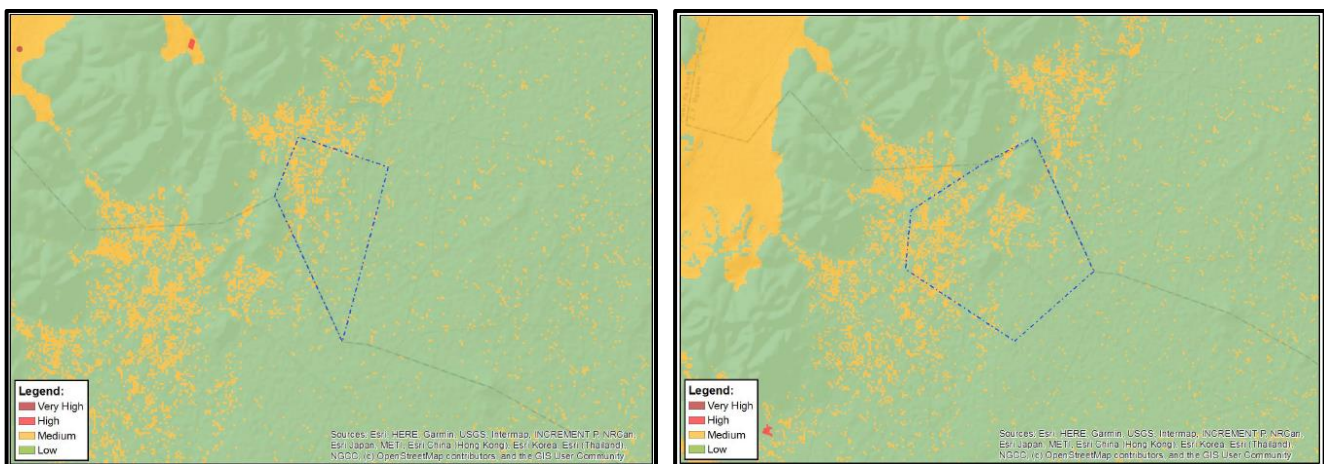 Legend:
Very High
High
Medium
Low
Sources: Esri, HERE, Garmin, USGS, Intermap, INCREMENT P, NRCan,
Esri Japan, METI, Esri China (Hong Kong), Esri Korea, Esri (Thailand),
NGCC, (c) OpenStreetMap contributors, and the GIS User Community
Legend:
Very High
High
Medium
Low
Sources: Esri, HERE, Garmin, USGS, Intermap, INCREMENT P, NRCan,
Esri Japan, METI, Esri China (Hong Kong), Esri Korea, Esri (Thailand),
NGCC, (c) OpenStreetMap contributors, and the GIS User Community